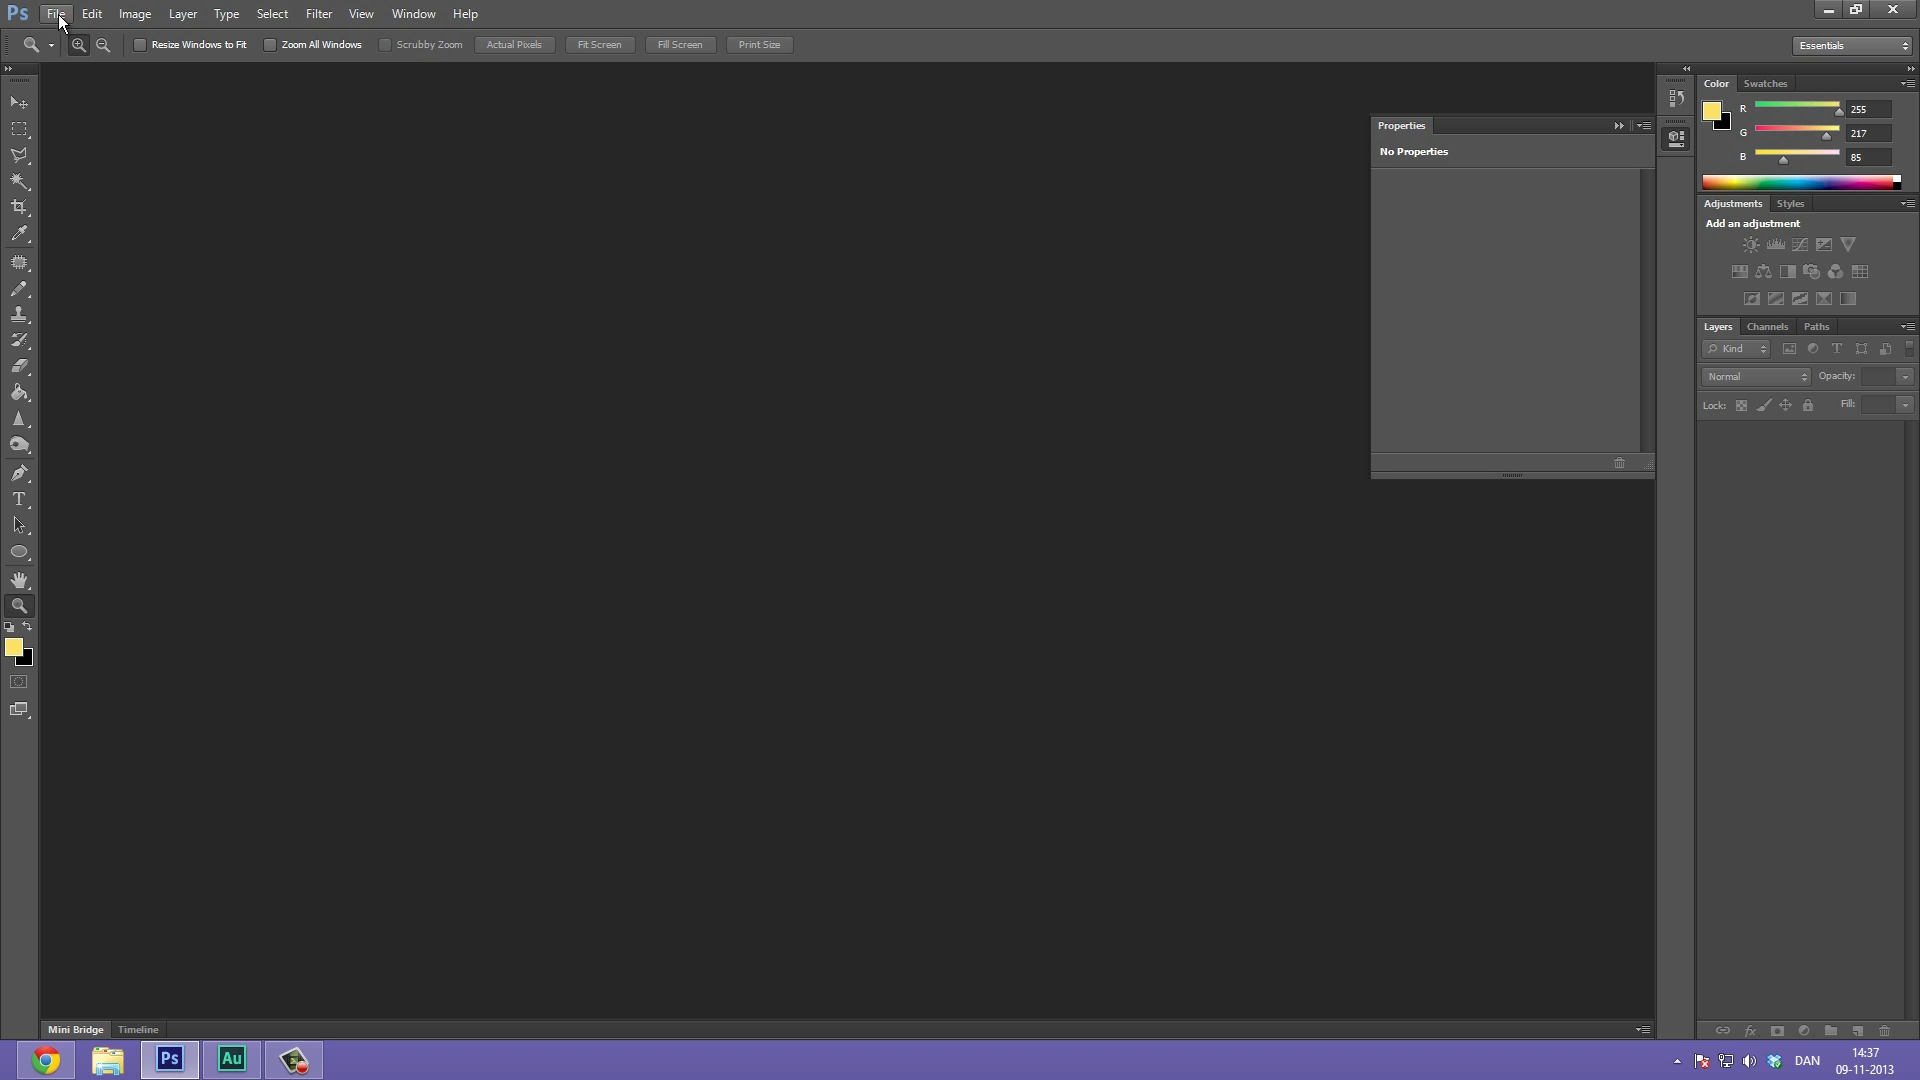 Ps File Edit Image Layer Type Select Filter View Window Help
Resize Windows to Fit Zoom All Windows Scrubby Zoom Actual Pixels Fit Screen Fill Screen Print Size Essentials
Color Swatches
R 255
G 217
B 85
Properties
No Properties
Adjustments Styles
Add an adjustment
Layers Channels Paths
Kind
Normal Opacity:
Lock: Fill:
Mini Bridge Timeline
Ps Au
DAN
14:37
09-11-2013